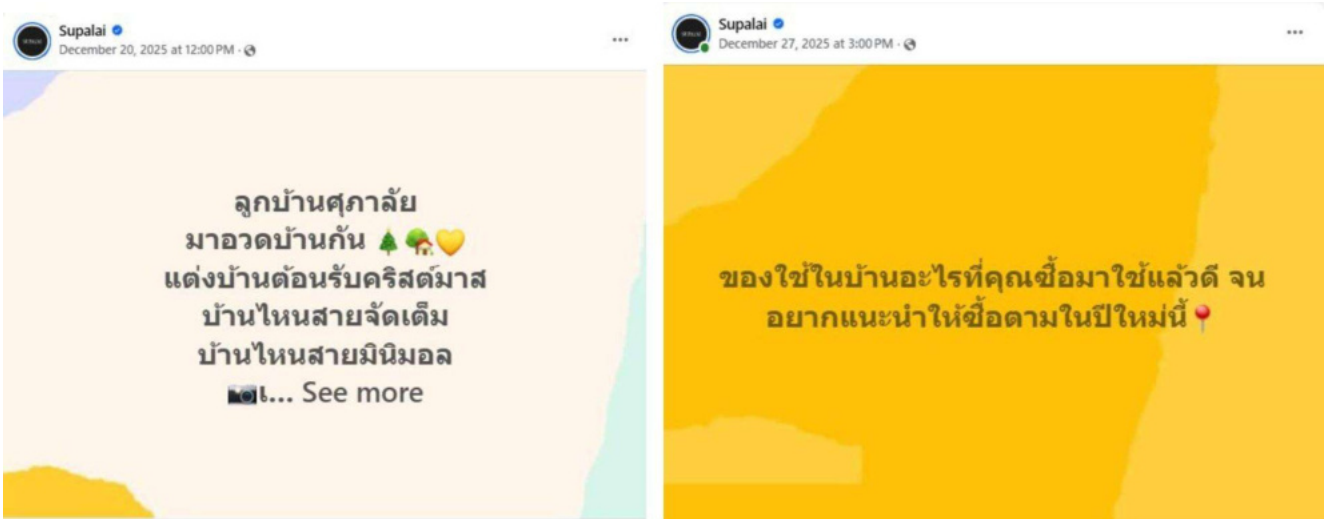 Supalai
December 20, 2025 at 12:00 PM ·
ลูกบ้านศุภาลัย
มาอวดบ้านกัน 🎄🏡💛
แต่งบ้านต้อนรับคริสต์มาส
บ้านไหนสายจัดเต็ม
บ้านไหนสายมินิมอล
📷เ... See more
Supalai
December 27, 2025 at 3:00 PM ·
ของใช้ในบ้านอะไรที่คุณซื้อมาใช้แล้วดี จน
อยากแนะนำให้ซื้อตามในปีใหม่นี้📍